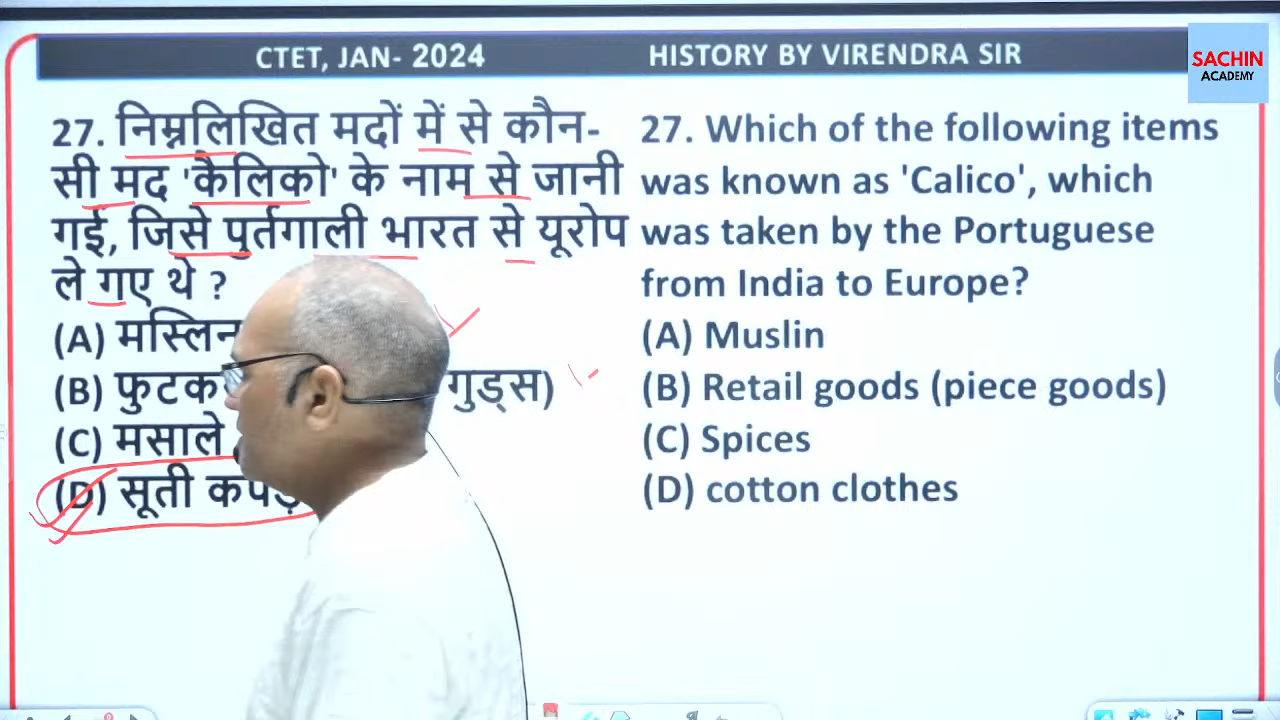 CTET, JAN- 2024
HISTORY BY VIRENDRA SIR
SACHIN
ACADEMY
27. निम्नलिखित मदों में से कौन-
सी मद 'कैलिको' के नाम से जानी
गई, जिसे पुर्तगाली भारत से यूरोप
ले गए थे ?
(A) मस्लिन
(B) गुड्स)
(C) मसाले
(D) सूती
27. Which of the following items
was known as 'Calico', which
was taken by the Portuguese
from India to Europe?
(A) Muslin
(B) Retail goods (piece goods)
(C) Spices
(D) cotton clothes